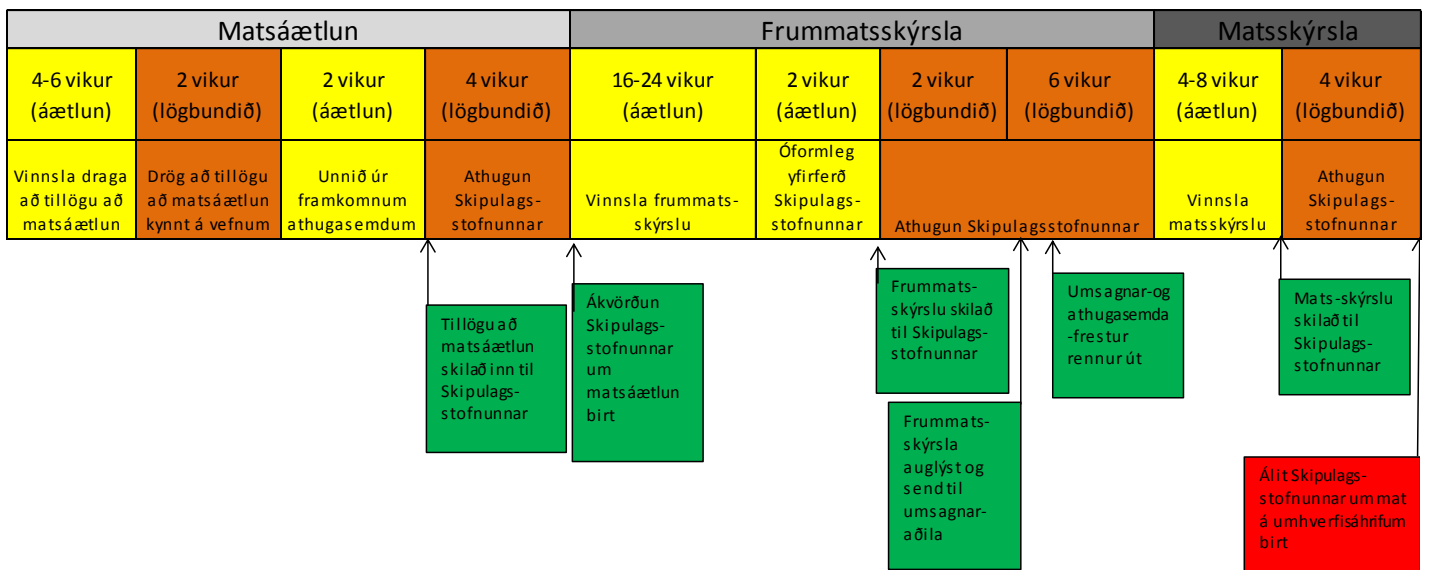 Matsáætlun
Frummatsskýrsla
Matsskýrsla
4-6 vikur
(áætlun)
2 vikur
(lögbundið)
2 vikur
(áætlun)
4 vikur
(lögbundið)
16-24 vikur
(áætlun)
2 vikur
(áætlun)
2 vikur
(lögbundið)
6 vikur
(lögbundið)
4-8 vikur
(áætlun)
4 vikur
(lögbundið)
Vinnsla draga
að tillögu að
matsáætlun
Drög að tillögu
að matsáætlun
kynnt á vefnum
Unnið úr
framkomnum
athugasemdum
Athugun
Skipulags-
stofnunnar
Vinnsla frummats-
skýrslu
Óformleg
yfirferð
Skipulags-
stofnunnar
Athugun Skipulagsstofnunnar
Vinnsla
matsskýrslu
Athugun
Skipulags-
stofnunnar
Tillögu að
matsáætlun
skilað inn til
Skipulags-
stofnunnar
Ákvörðun
Skipulags-
stofnunnar
um
matsáætlun
birt
Frummats-
skýrslu skilað
til Skipulags-
stofnunnar
Frummats-
skýrsla
auglýst og
send til
umsagnar-
aðila
Umsagnar-og
athugasemda
-frestur
rennur út
Mats-skýrslu
skilað til
Skipulags-
stofnunnar
Álit Skipulags-
stofnunnar um mat
á umhverfisáhrifum
birt